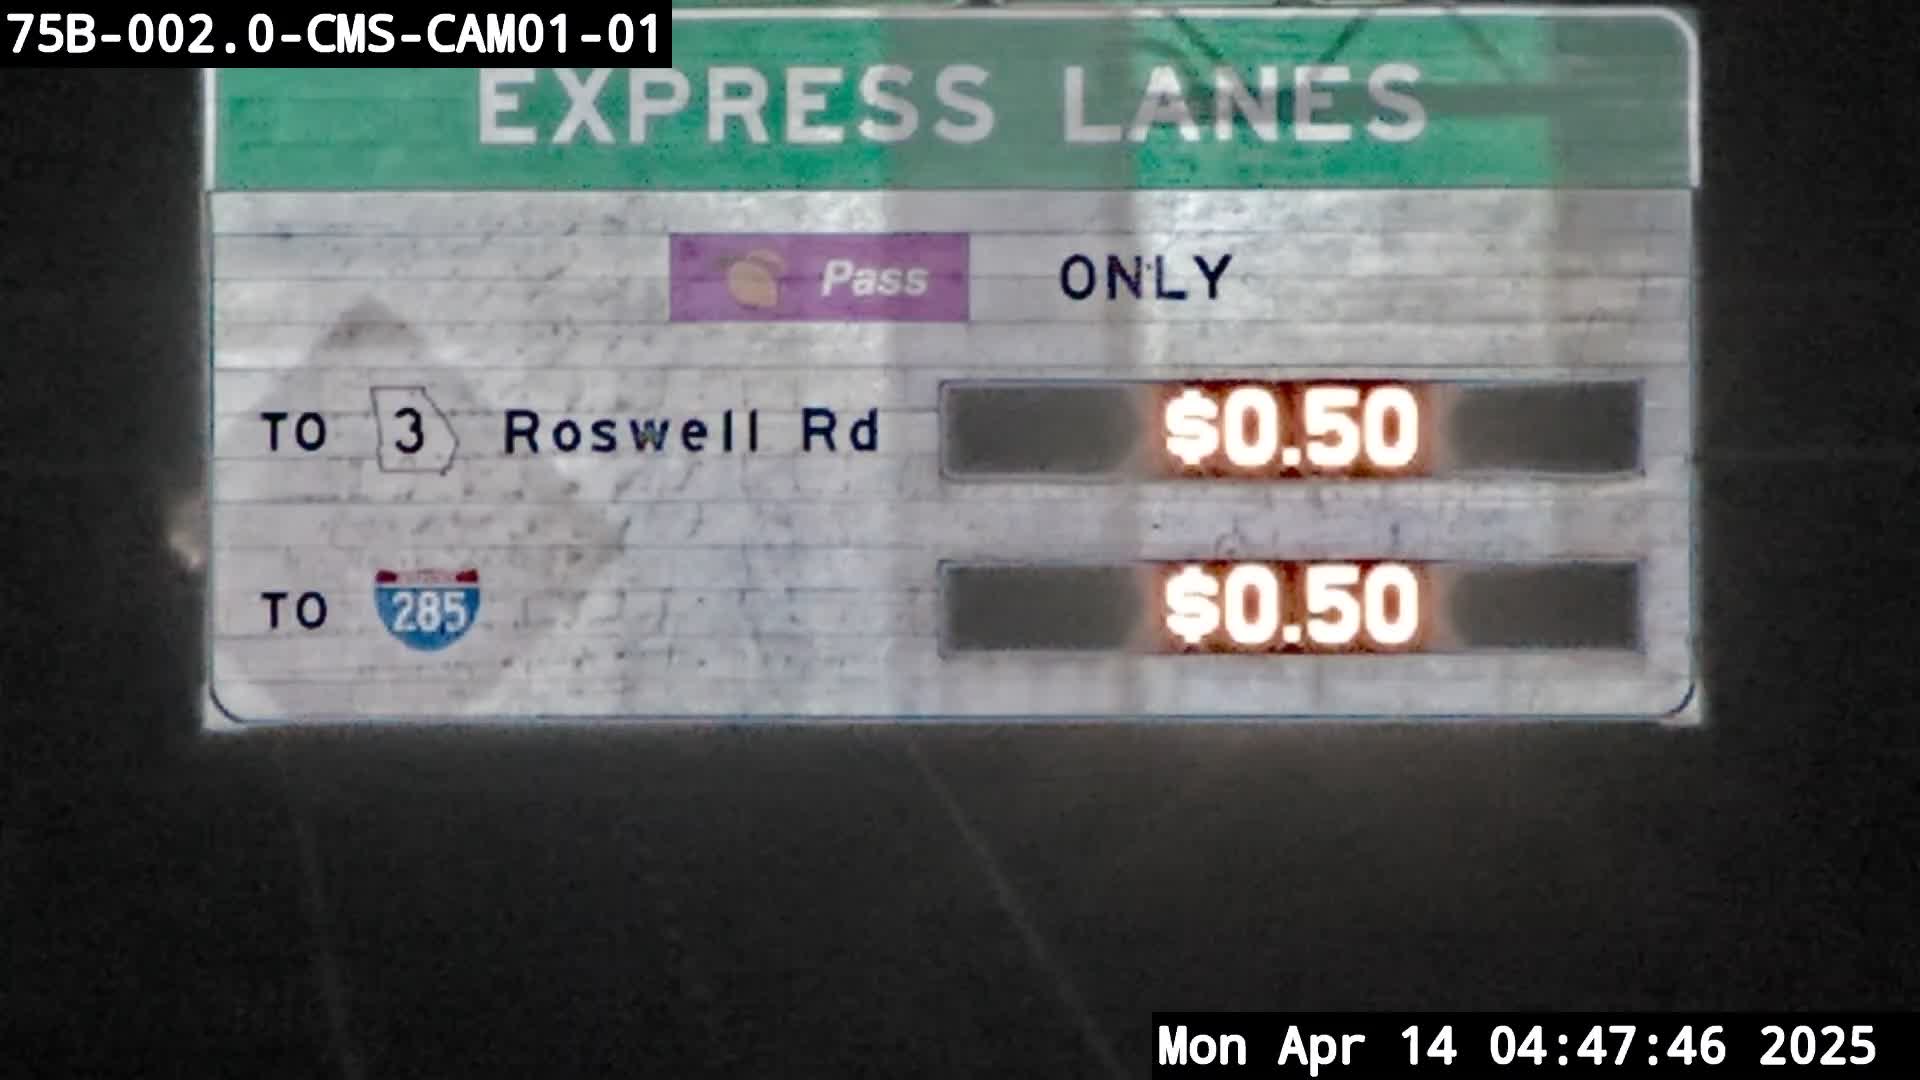 75B-002.0-CMS-CAM01-01
EXPRESS LANES
Pass ONLY
TO 3 Roswell Rd $0.50
TO 285 $0.50
Mon Apr 14 04:47:46 2025